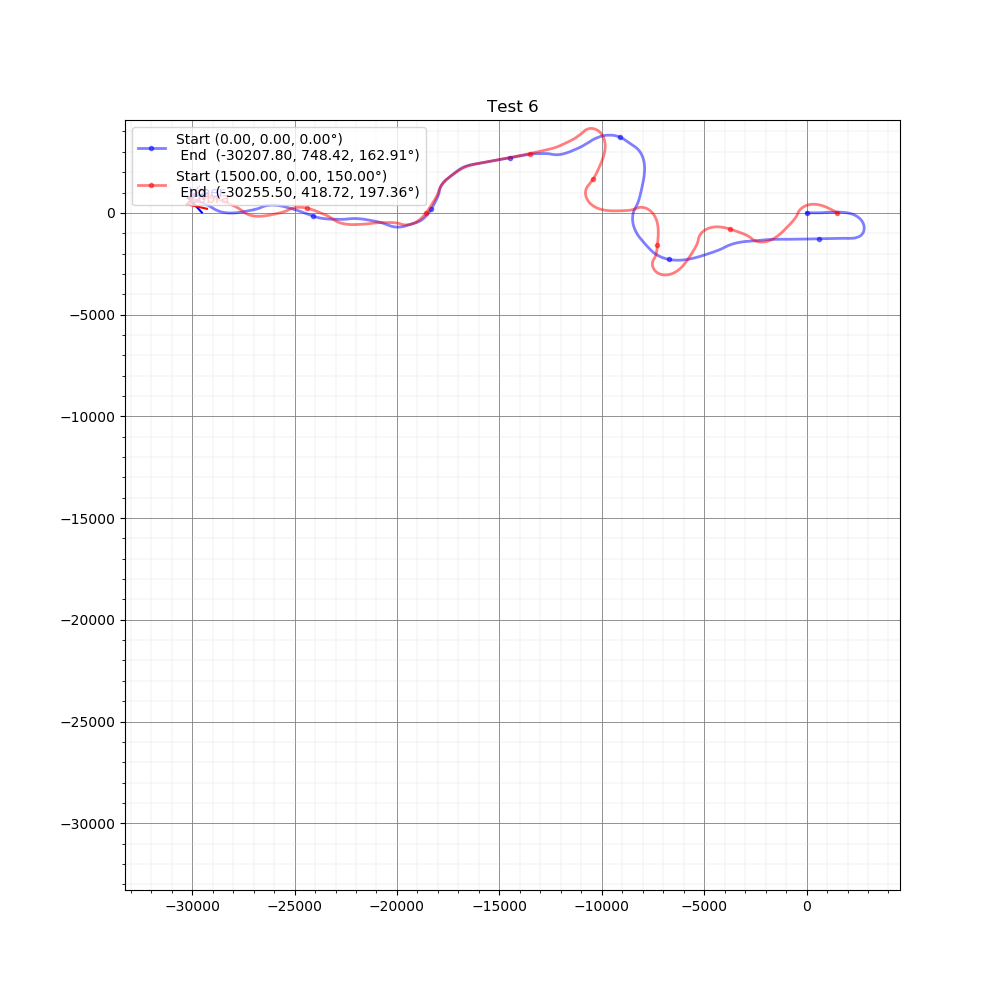 Test 6
Start (0.00, 0.00, 0.00°)
End (-30207.80, 748.42, 162.91°)
Start (1500.00, 0.00, 150.00°)
End (-30255.50, 418.72, 197.36°)
0
−5000
−10000
−15000
−20000
−25000
−30000
−30000 −25000 −20000 −15000 −10000 −5000 0